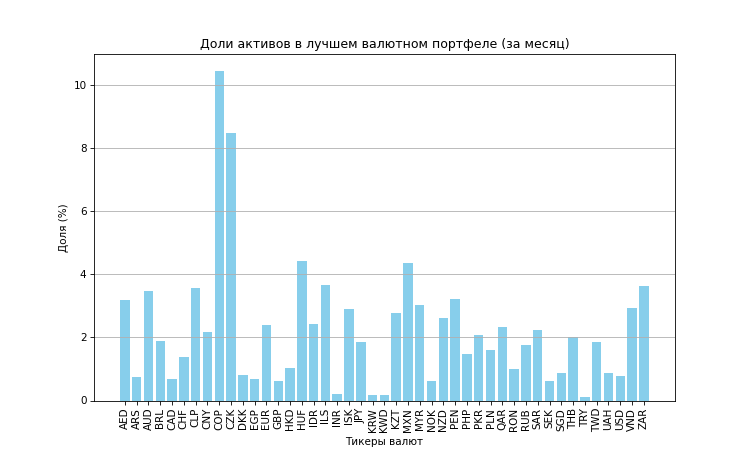 Доли активов в лучшем валютном портфеле (за месяц)
Доля (%)
10
8
6
4
2
0
AED ARS AUD BRL CAD CHF CLP CNY COP CZK DKK EGP EUR GBP HKD HUF IDR ILS INR ISK JPY KRW KWD KZT MXN MYR NOK NZD PEN PHP PKR PLN QAR RON RUB SAR SEK SGD THB TRY TWD UAH USD VND ZAR
Тикеры валют